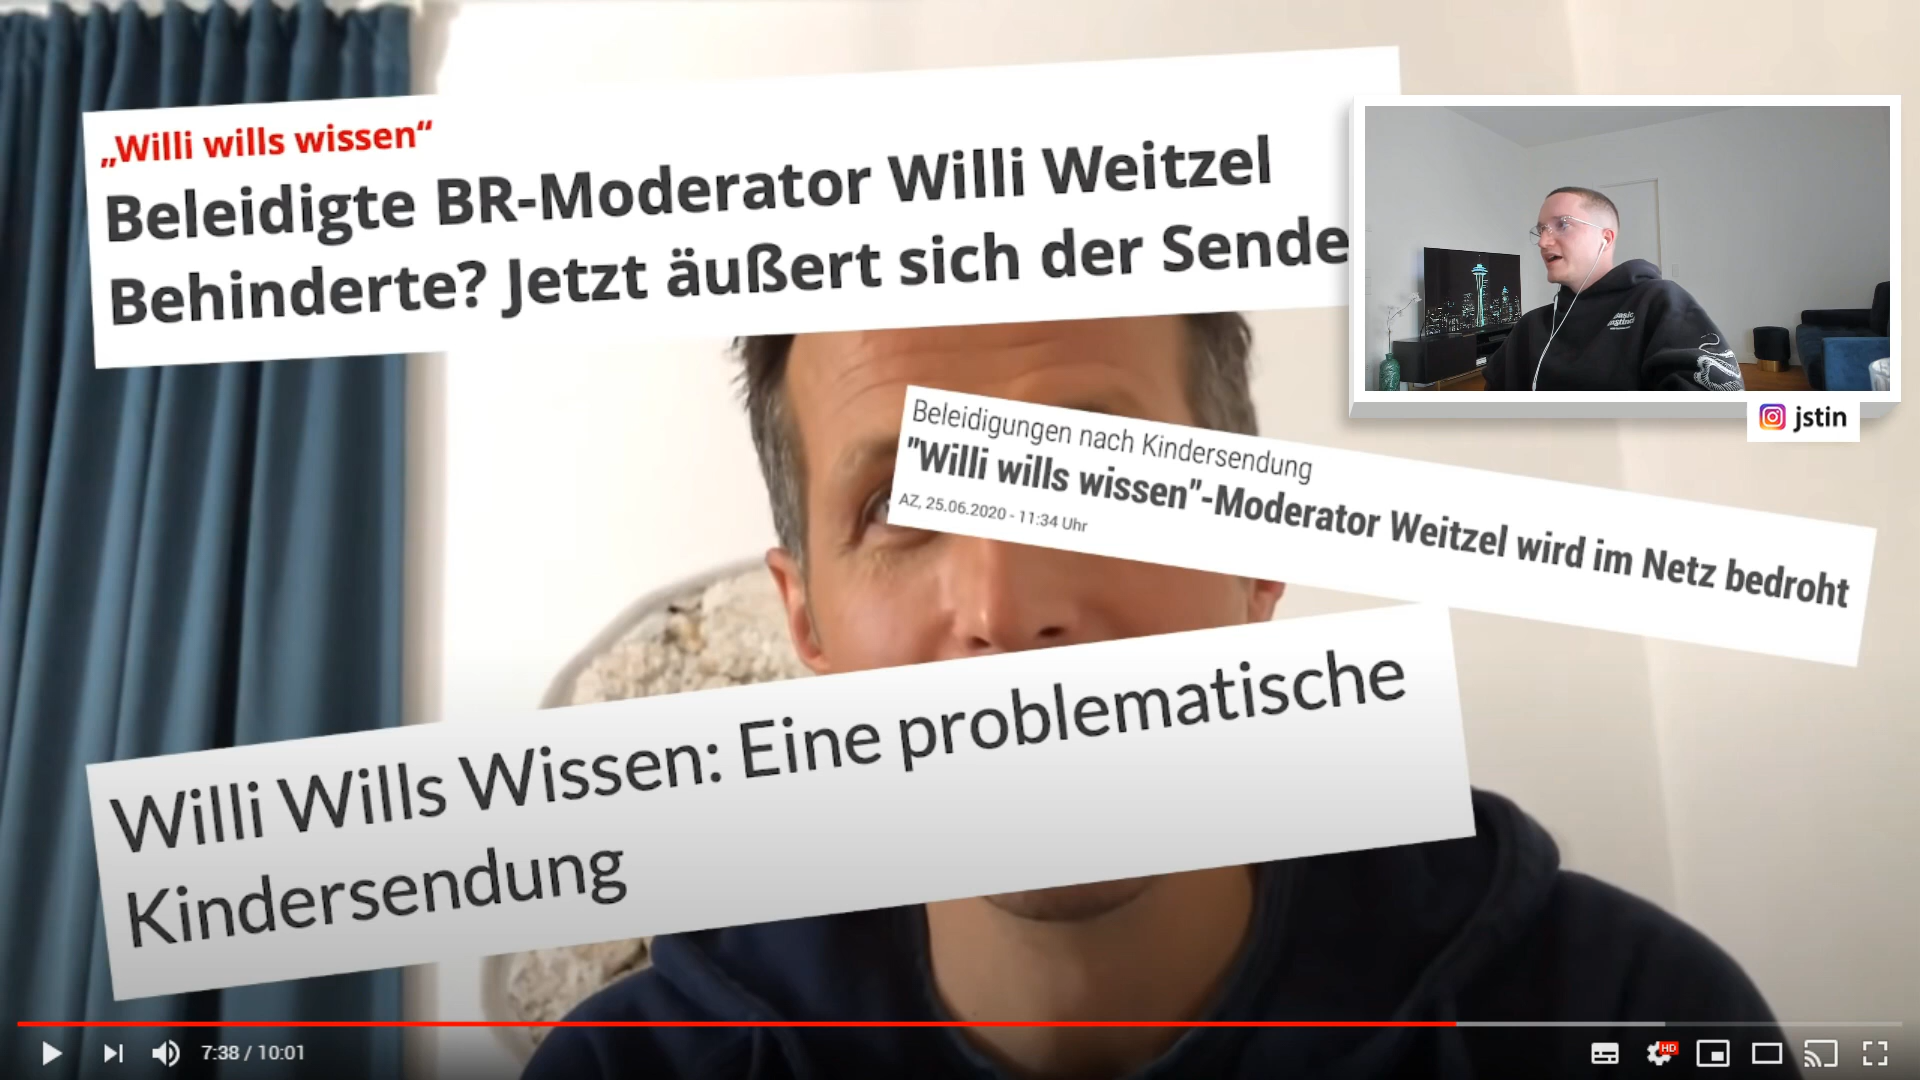 „Willi wills wissen“
Beleidigte BR-Moderator Willi Weitzel
Behinderte? Jetzt äußert sich der Sende
jstin
Beleidigungen nach Kindersendung
"Willi wills wissen"-Moderator Weitzel wird im Netz bedroht
AZ, 25.06.2020 - 11:34 Uhr
Willi Wills Wissen: Eine problematische
Kindersendung
7:38 / 10:01
HD